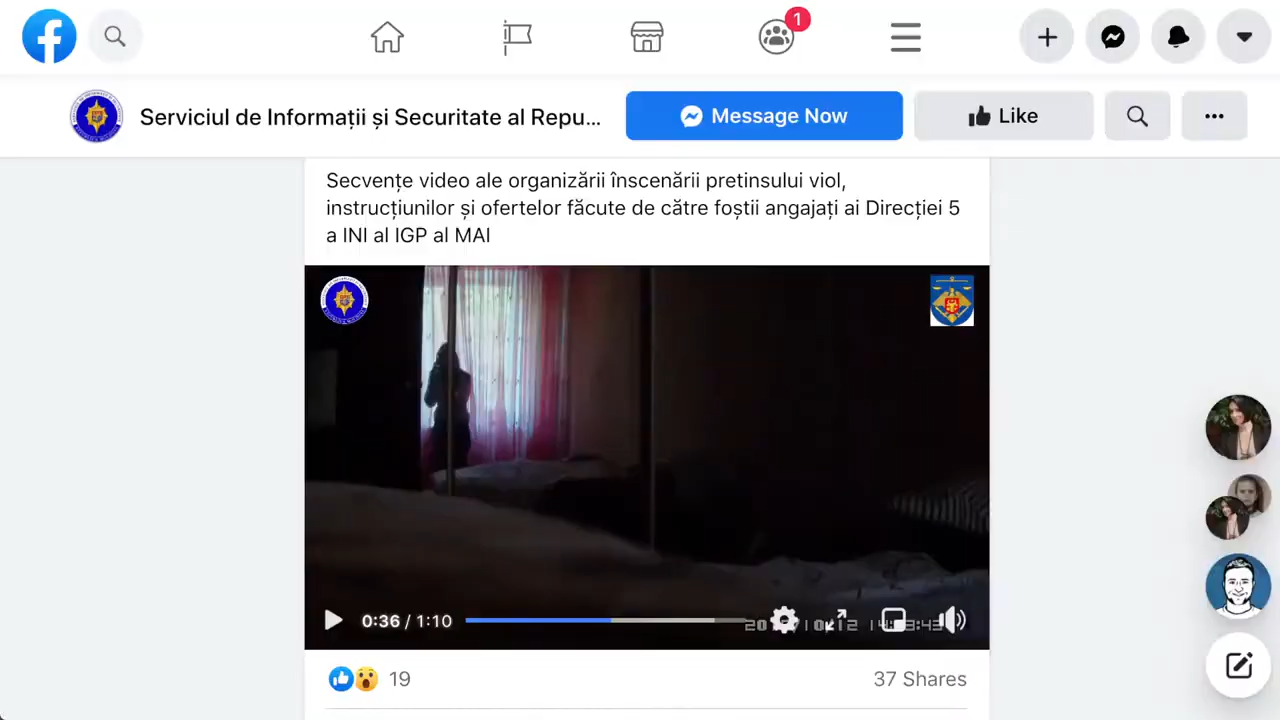 1
Serviciul de Informații și Securitate al Repu...
Message Now
Like
Secvențe video ale organizării înscenării pretinsului viol,
instrucțiunilor și ofertelor făcute de către foștii angajați ai Direcției 5
a INI al IGP al MAI
0:36 / 1:10
19
37 Shares